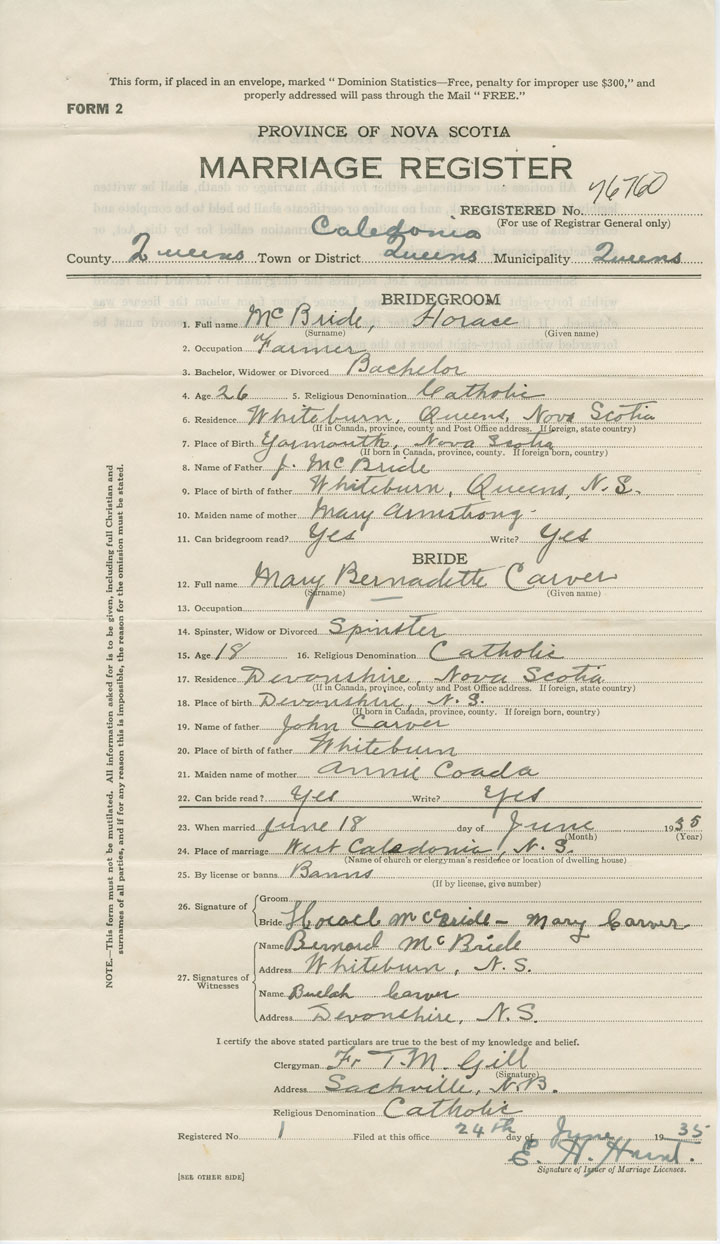 This form, if placed in an envelope, marked “ Dominion Statistics—Free, penalty for improper use $300,” and
properly addressed will pass through the Mail “ FREE.”
FORM 2
PROVINCE OF NOVA SCOTIA
MARRIAGE REGISTER
REGISTERED No. 76760
(For use of Registrar General only)
Caledonia
County Queens Town or District Queens Municipality Queens
BRIDEGROOM
1. Full name McBride, Horace
(Surname) (Given name)
2. Occupation Farmer
3. Bachelor, Widower or Divorced Bachelor
4. Age 26 5. Religious Denomination Catholic
6. Residence Whiteburn, Queens, Nova Scotia
(If in Canada, province, county and Post Office address. If foreign, state country)
7. Place of Birth Yarmouth, Nova Scotia
(If born in Canada, province, county. If foreign born, country)
8. Name of Father J. McBride
9. Place of birth of father Whiteburn, Queens, N.S.
10. Maiden name of mother Mary Armstrong
11. Can bridegroom read? Yes Write? Yes
BRIDE
12. Full name Mary Bernadette Carver
(Surname) (Given name)
13. Occupation
14. Spinster, Widow or Divorced Spinster
15. Age 18 16. Religious Denomination Catholic
17. Residence Devonshire, Nova Scotia
(If in Canada, province, county and Post Office address. If foreign, state country)
18. Place of birth Devonshire, N.S.
(If born in Canada, province, county. If foreign born, country)
19. Name of father John Carver
20. Place of birth of father Whiteburn
21. Maiden name of mother Annie Coada
22. Can bride read? Yes Write? Yes
23. When married June 18 day of June 1935
(Month) (Year)
24. Place of marriage West Caledonia, N.S.
(Name of church or clergyman's residence or location of dwelling house)
25. By license or banns Banns
(If by license, give number)
26. Signature of
Groom
Bride Horace McBride - Mary Carver
27. Signatures of Witnesses
Name Bernard McBride
Address Whiteburn, N.S.
Name Buelah Carver
Address Devonshire, N.S.
I certify the above stated particulars are true to the best of my knowledge and belief.
Clergyman Fr T.M. Gill
(Signature)
Address Sackville, N.B.
Religious Denomination Catholic
Registered No. 1 Filed at this office 24th day of June 1935
E. H. Hunt.
Signature of Issuer of Marriage Licenses.
[SEE OTHER SIDE]
NOTE.—This form must not be mutilated. All information asked for is to be given, including full Christian and
surnames of all parties, and if for any reason this is impossible, the reason for the omission must be stated.